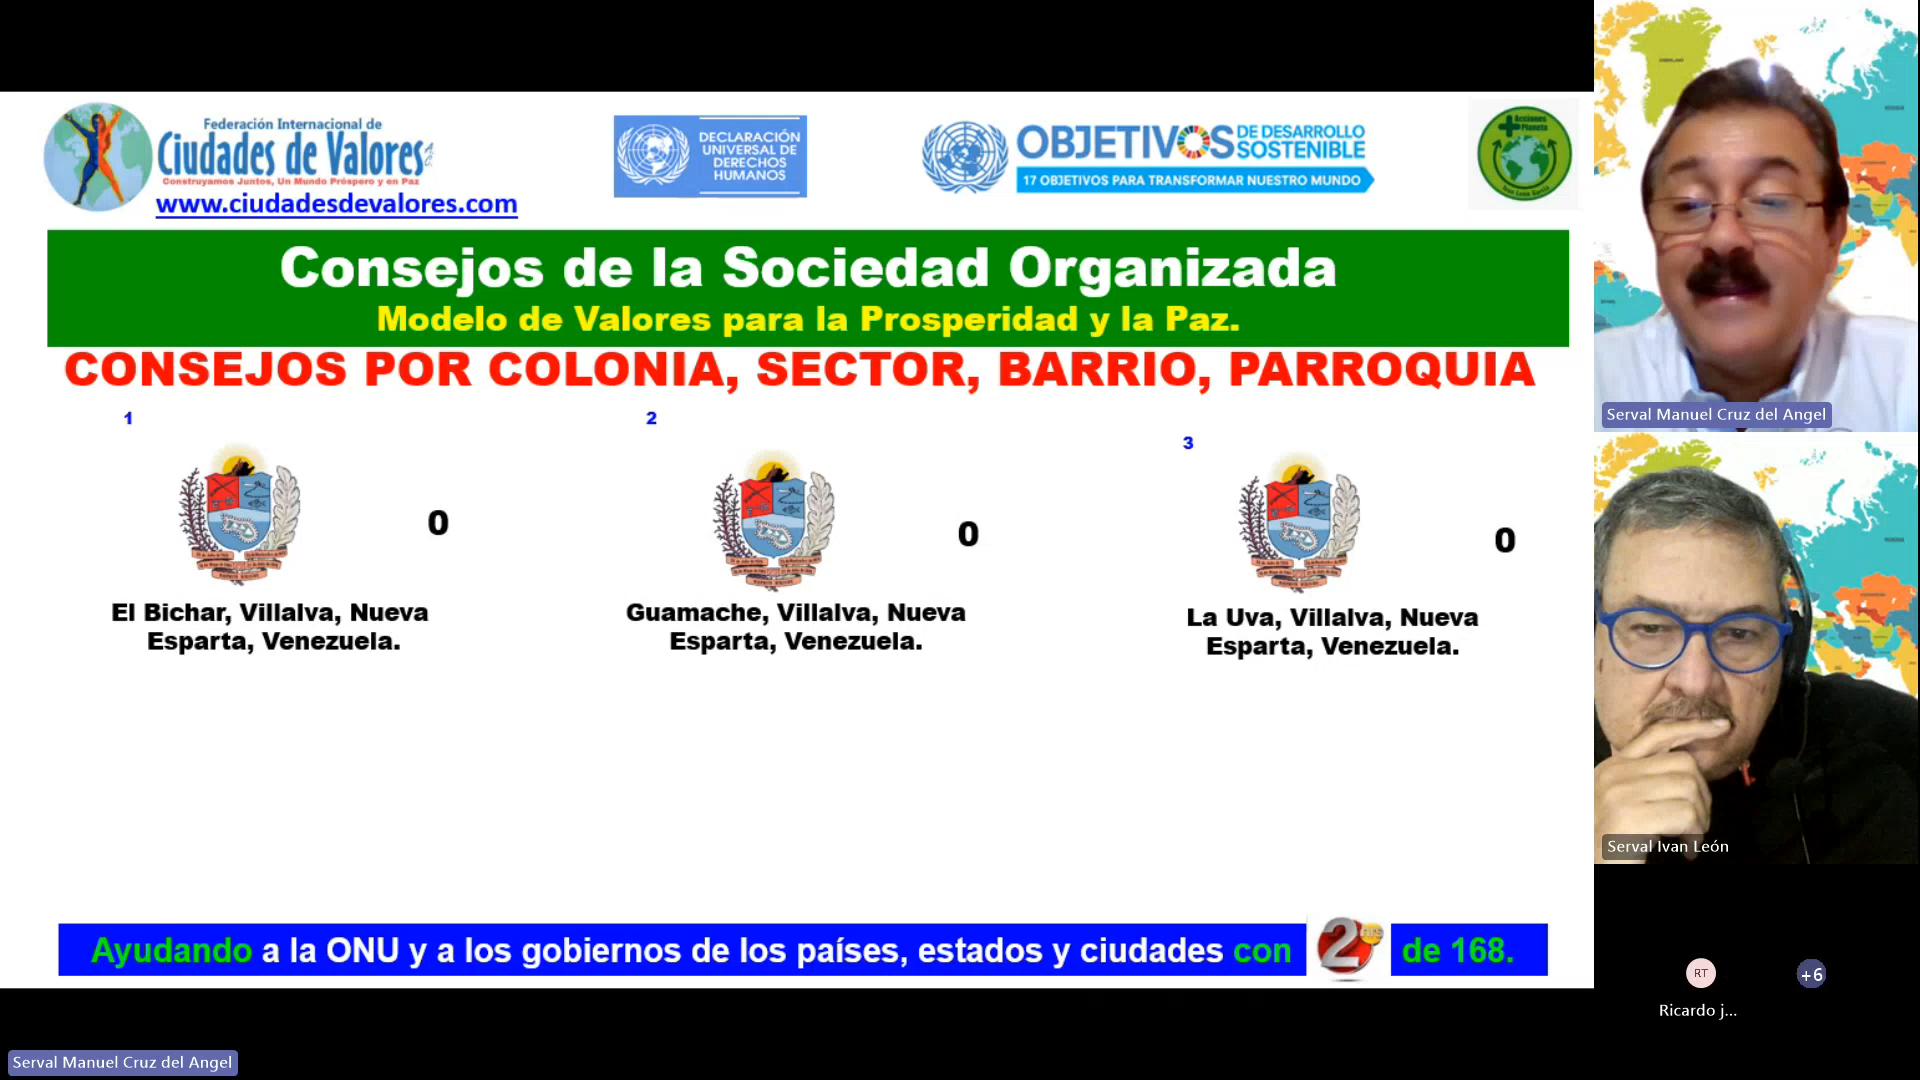 Federación Internacional de
Ciudades de Valores
Construyamos Juntos, Un Mundo Próspero y en Paz
www.ciudadesdevalores.com
DECLARACIÓN
UNIVERSAL DE
DERECHOS
HUMANOS
OBJETIVOS DE DESARROLLO SOSTENIBLE
17 OBJETIVOS PARA TRANSFORMAR NUESTRO MUNDO
Acciones
Planeta
Consejos de la Sociedad Organizada
Modelo de Valores para la Prosperidad y la Paz.
CONSEJOS POR COLONIA, SECTOR, BARRIO, PARROQUIA
1
2
3
0
0
0
El Bichar, Villalva, Nueva
Esparta, Venezuela.
Guamache, Villalva, Nueva
Esparta, Venezuela.
La Uva, Villalva, Nueva
Esparta, Venezuela.
Ayudando a la ONU y a los gobiernos de los países, estados y ciudades con 2 hrs de 168.
Serval Manuel Cruz del Angel
Serval Ivan León
RT
+6
Ricardo j...
Serval Manuel Cruz del Angel